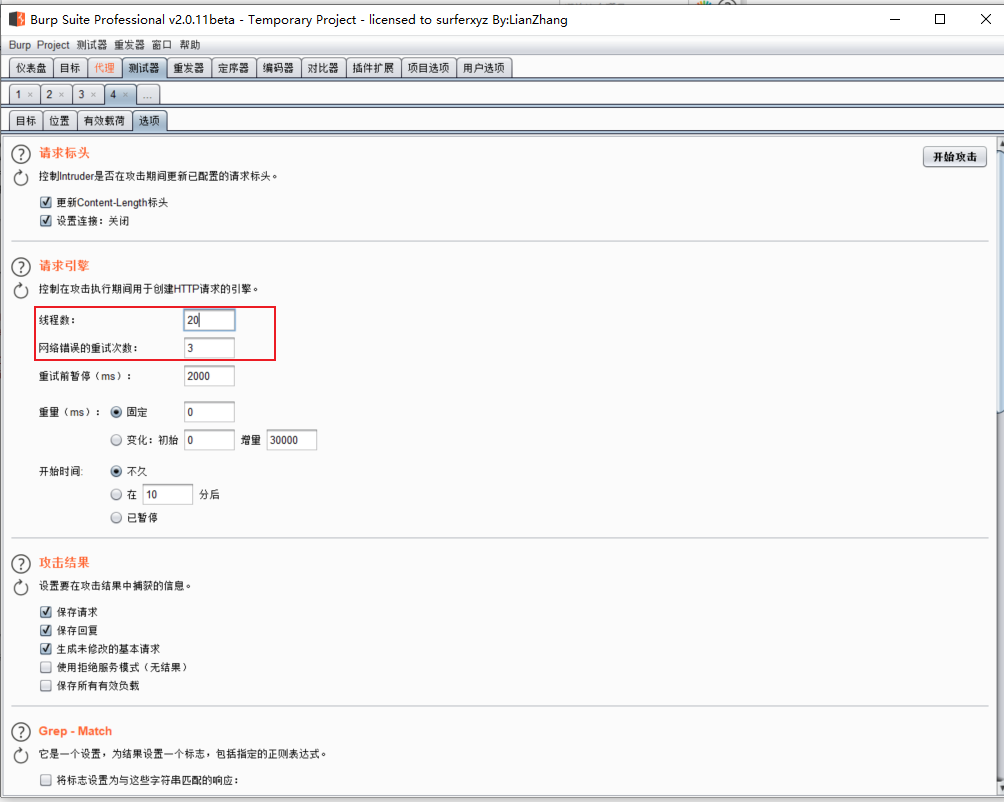 Burp Suite Professional v2.0.11beta - Temporary Project - licensed to surferxyz By:LianZhang
Burp Project 测试器 重发器 窗口 帮助
仪表盘 目标 代理 测试器 重发器 定序器 编码器 对比器 插件扩展 项目选项 用户选项
1 × 2 × 3 × 4 × ...
目标 位置 有效载荷 选项
? 请求标头 开始攻击
控制Intruder是否在攻击期间更新已配置的请求标头。
更新Content-Length标头
设置连接：关闭
? 请求引擎
控制在攻击执行期间用于创建HTTP请求的引擎。
线程数： 20
网络错误的重试次数： 3
重试前暂停（ms）： 2000
重量（ms）： 固定 0
变化：初始 0 增量 30000
开始时间: 不久
在 10 分后
已暂停
? 攻击结果
设置要在攻击结果中捕获的信息。
保存请求
保存回复
生成未修改的基本请求
使用拒绝服务模式（无结果）
保存所有有效负载
? Grep - Match
它是一个设置，为结果设置一个标志，包括指定的正则表达式。
将标志设置为与这些字符串匹配的响应：